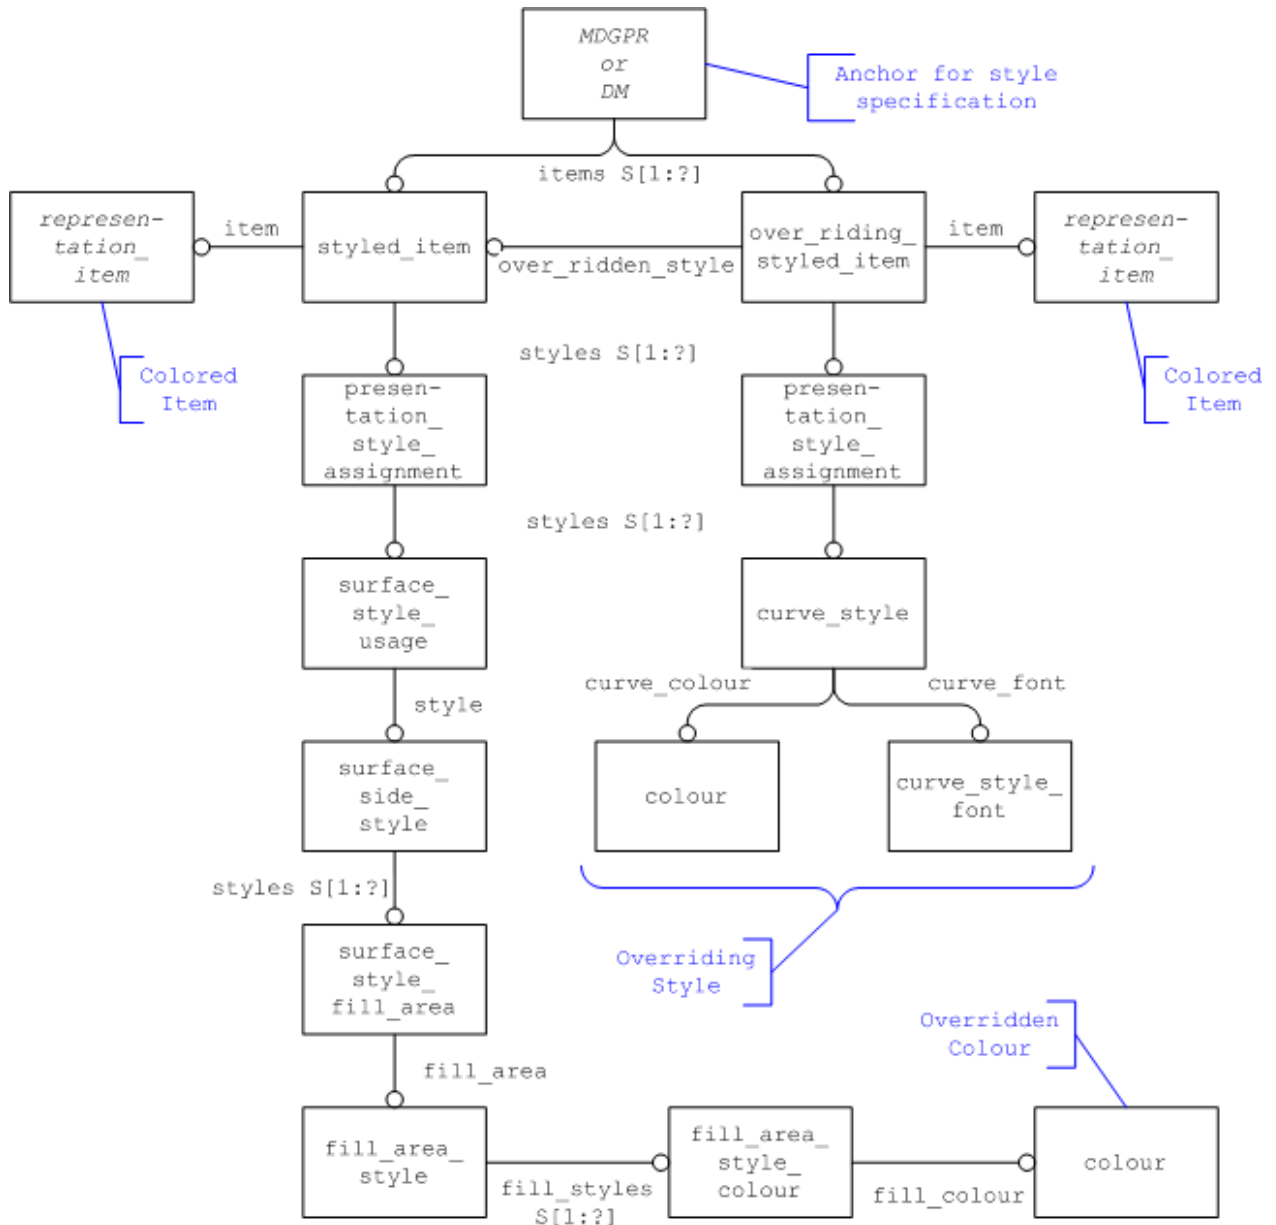 MDGPR
or
DM
Anchor for style
specification
items S[1:?]
represen-
tation_
item
item
styled_item
over_ridden_style
over_riding_
styled_item
item
represen-
tation_
item
Colored
Item
styles S[1:?]
Colored
Item
presen-
tation_
style_
assignment
presen-
tation_
style_
assignment
styles S[1:?]
surface_
style_
usage
curve_style
style
curve_colour
curve_font
surface_
side_
style
colour
curve_style_
font
styles S[1:?]
surface_
style_
fill_area
Overriding
Style
Overridden
Colour
fill_area
fill_area_
style
fill_styles
S[1:?]
fill_area_
style_
colour
fill_colour
colour